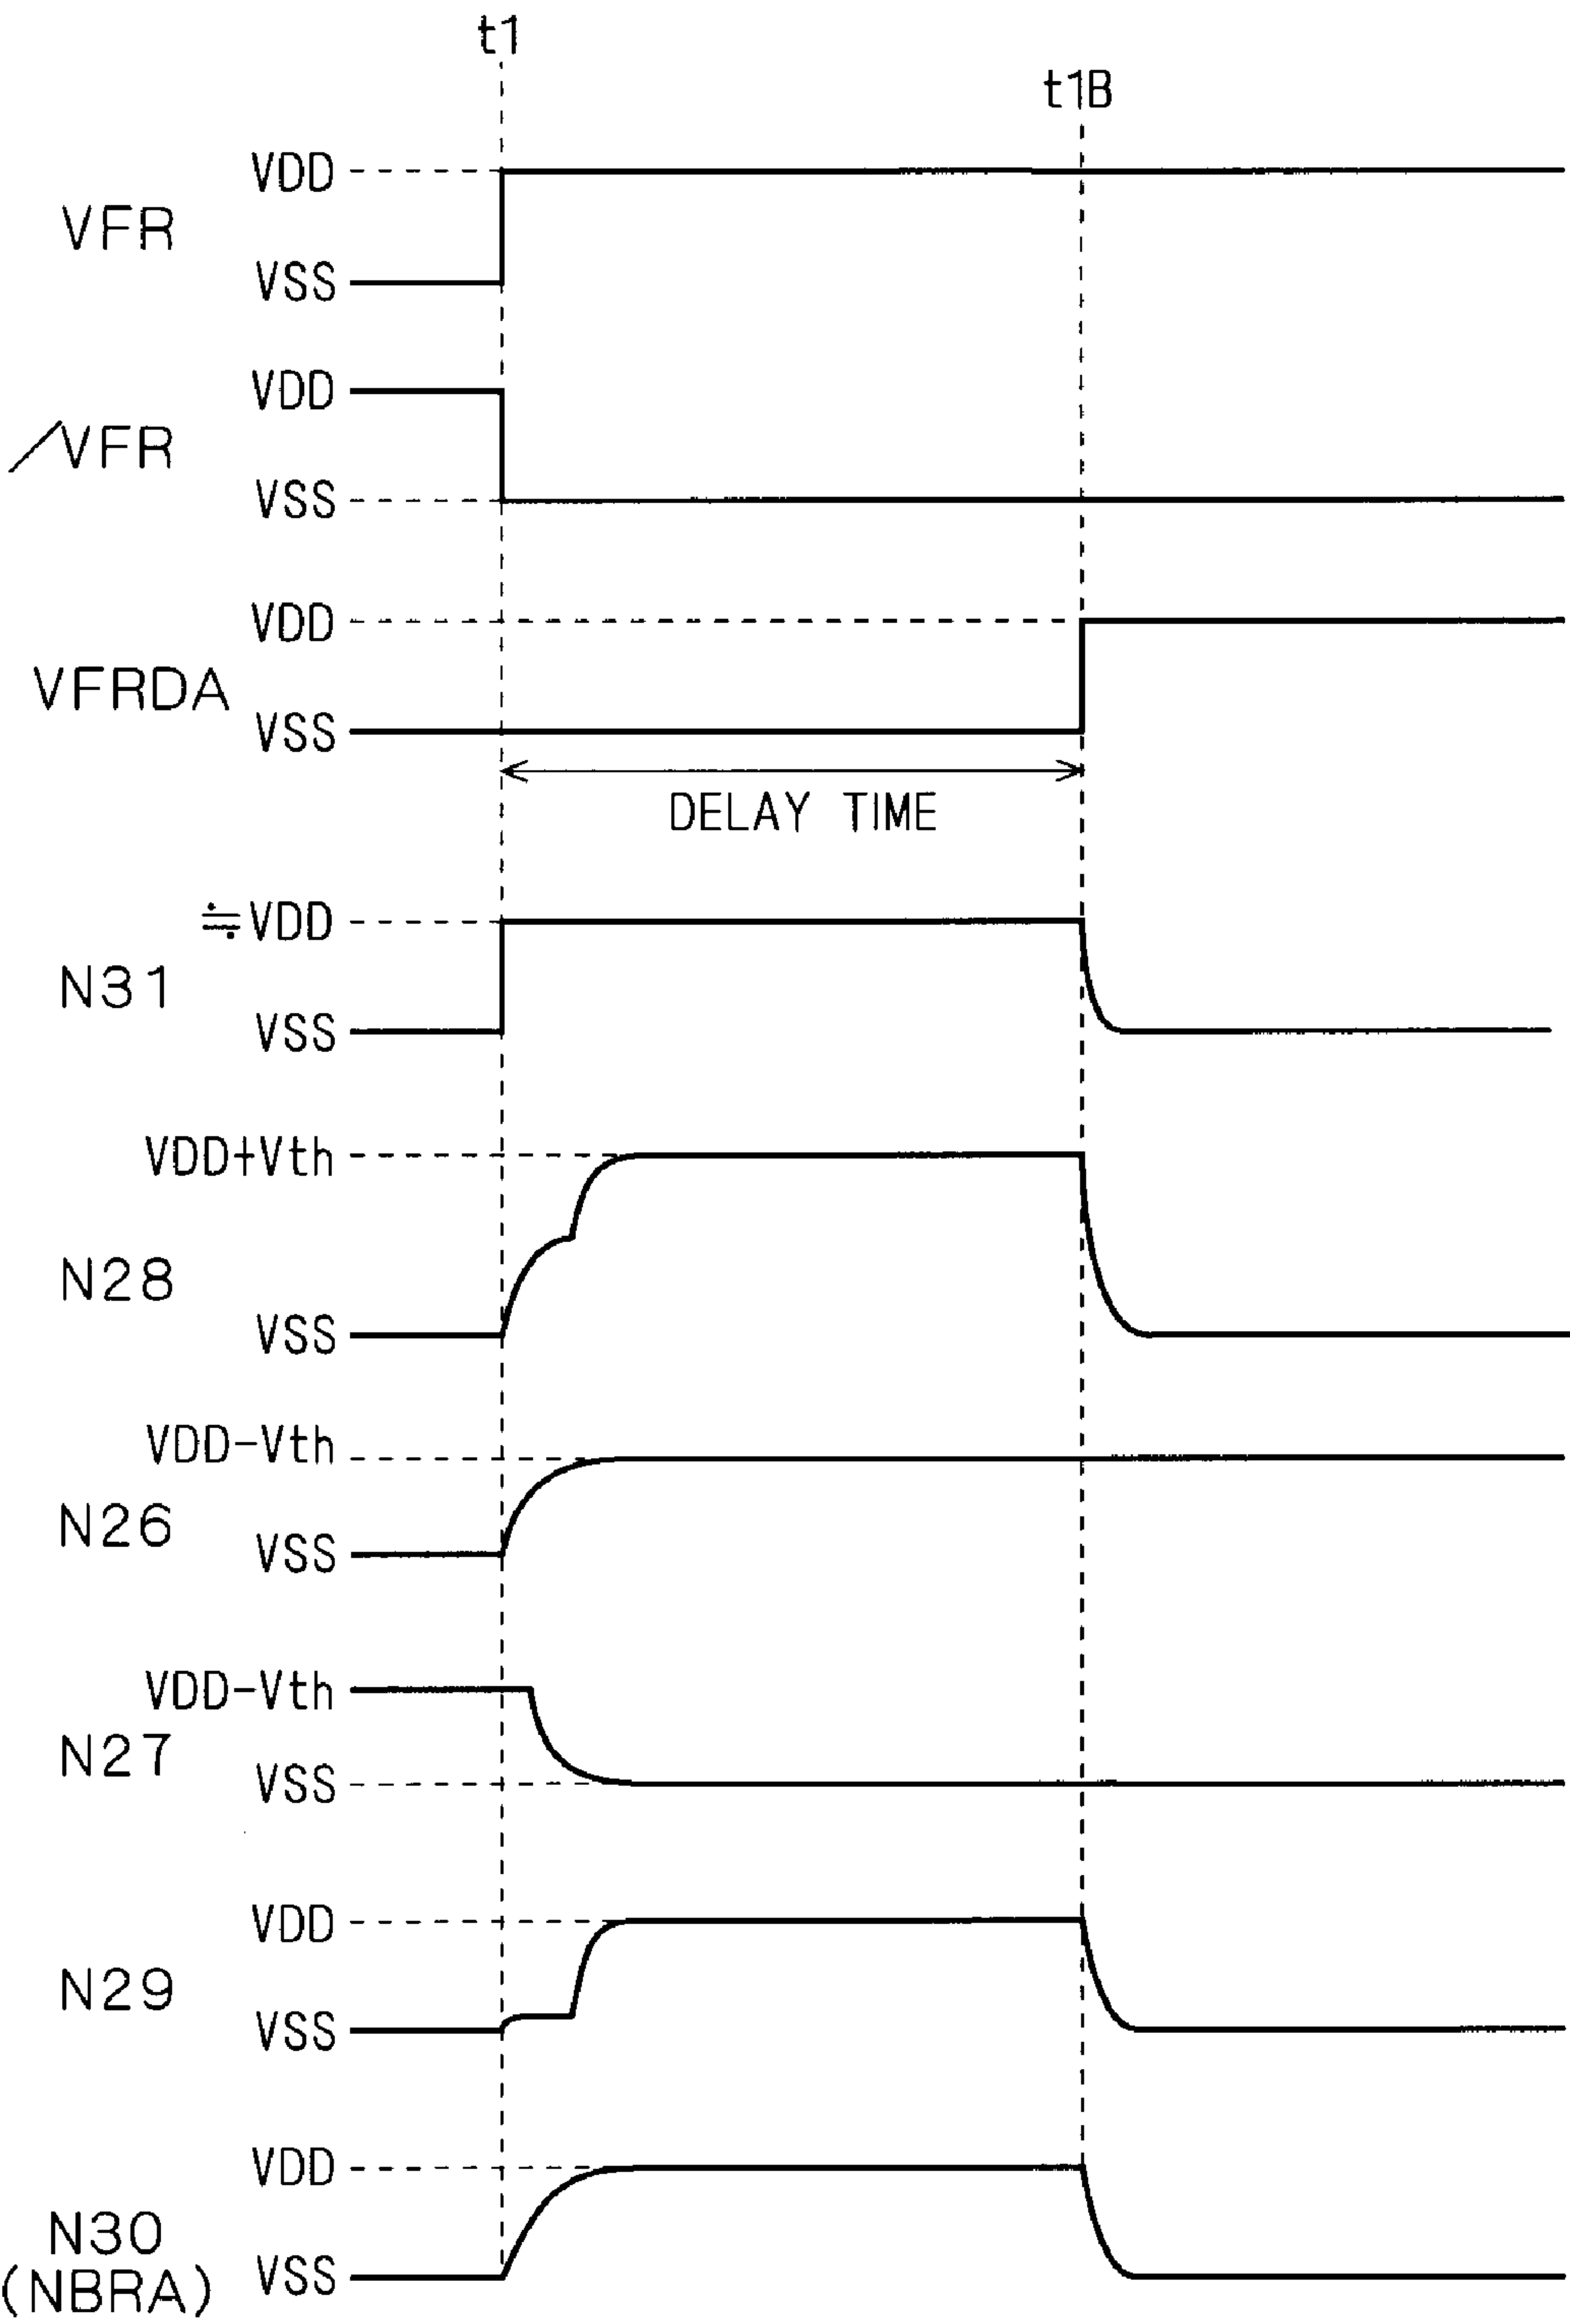 t1
t1B
VDD
VFR
VSS
VDD
/VFR
VSS
VDD
VFRDA
VSS
DELAY TIME
≒VDD
N31
VSS
VDD+Vth
N28
VSS
VDD-Vth
N26
VSS
VDD-Vth
N27
VSS
VDD
N29
VSS
VDD
N30
(NBRA)
VSS